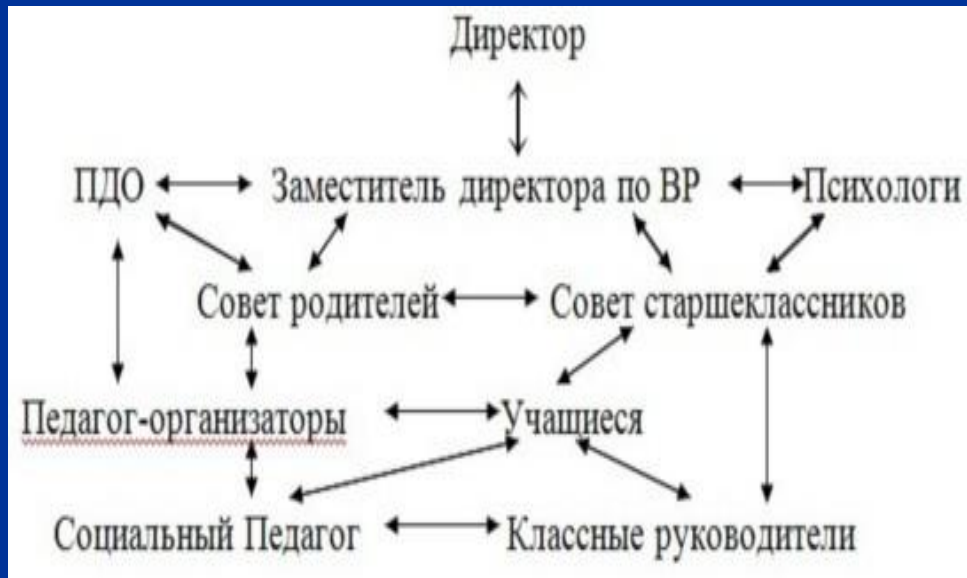 Директор
ПДО Заместитель директора по ВР Психологи
Совет родителей Совет старшеклассников
Педагог-организаторы Учащиеся
Социальный Педагог Классные руководители